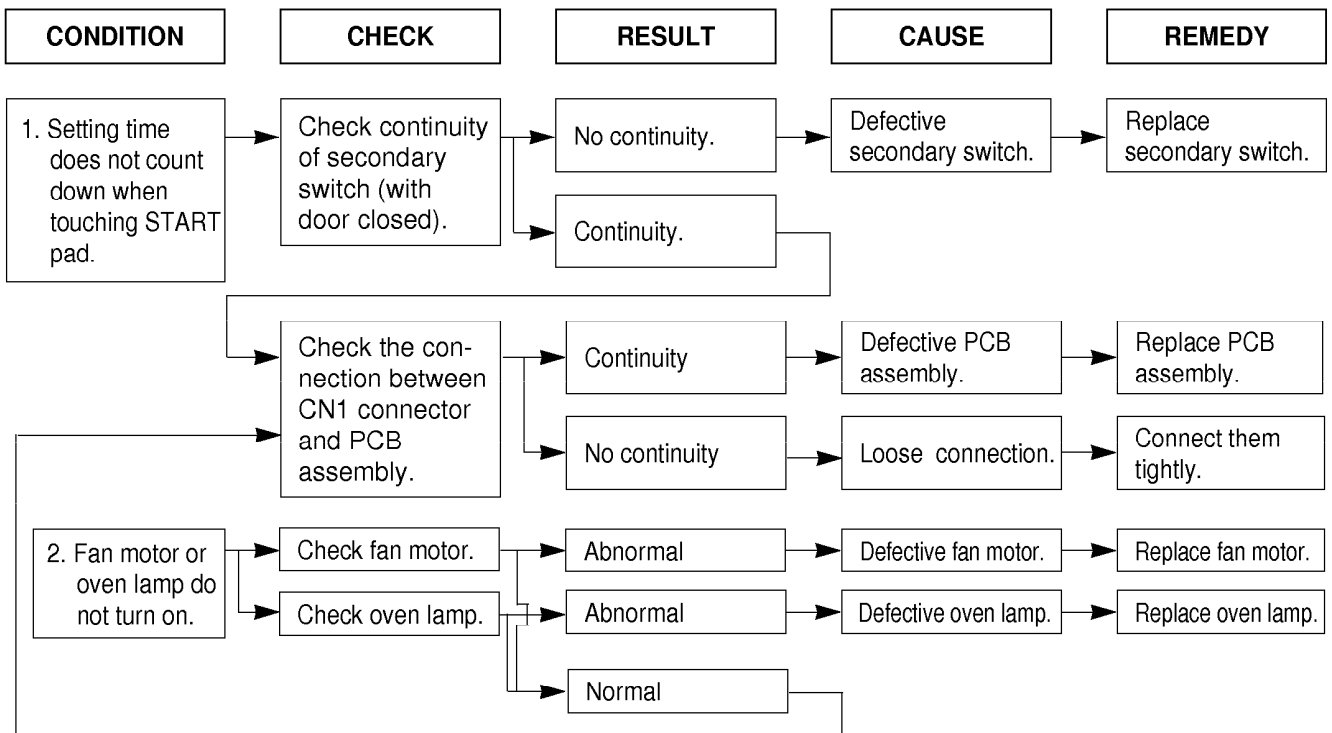 CONDITION
CHECK
RESULT
CAUSE
REMEDY
1. Setting time
does not count
down when
touching START
pad.
Check continuity
of secondary
switch (with
door closed).
No continuity.
Defective
secondary switch.
Replace
secondary switch.
Continuity.
Check the con-
nection between
CN1 connector
and PCB
assembly.
Continuity
Defective PCB
assembly.
Replace PCB
assembly.
No continuity
Loose connection.
Connect them
tightly.
2. Fan motor or
oven lamp do
not turn on.
Check fan motor.
Abnormal
Defective fan motor.
Replace fan motor.
Check oven lamp.
Abnormal
Defective oven lamp.
Replace oven lamp.
Normal